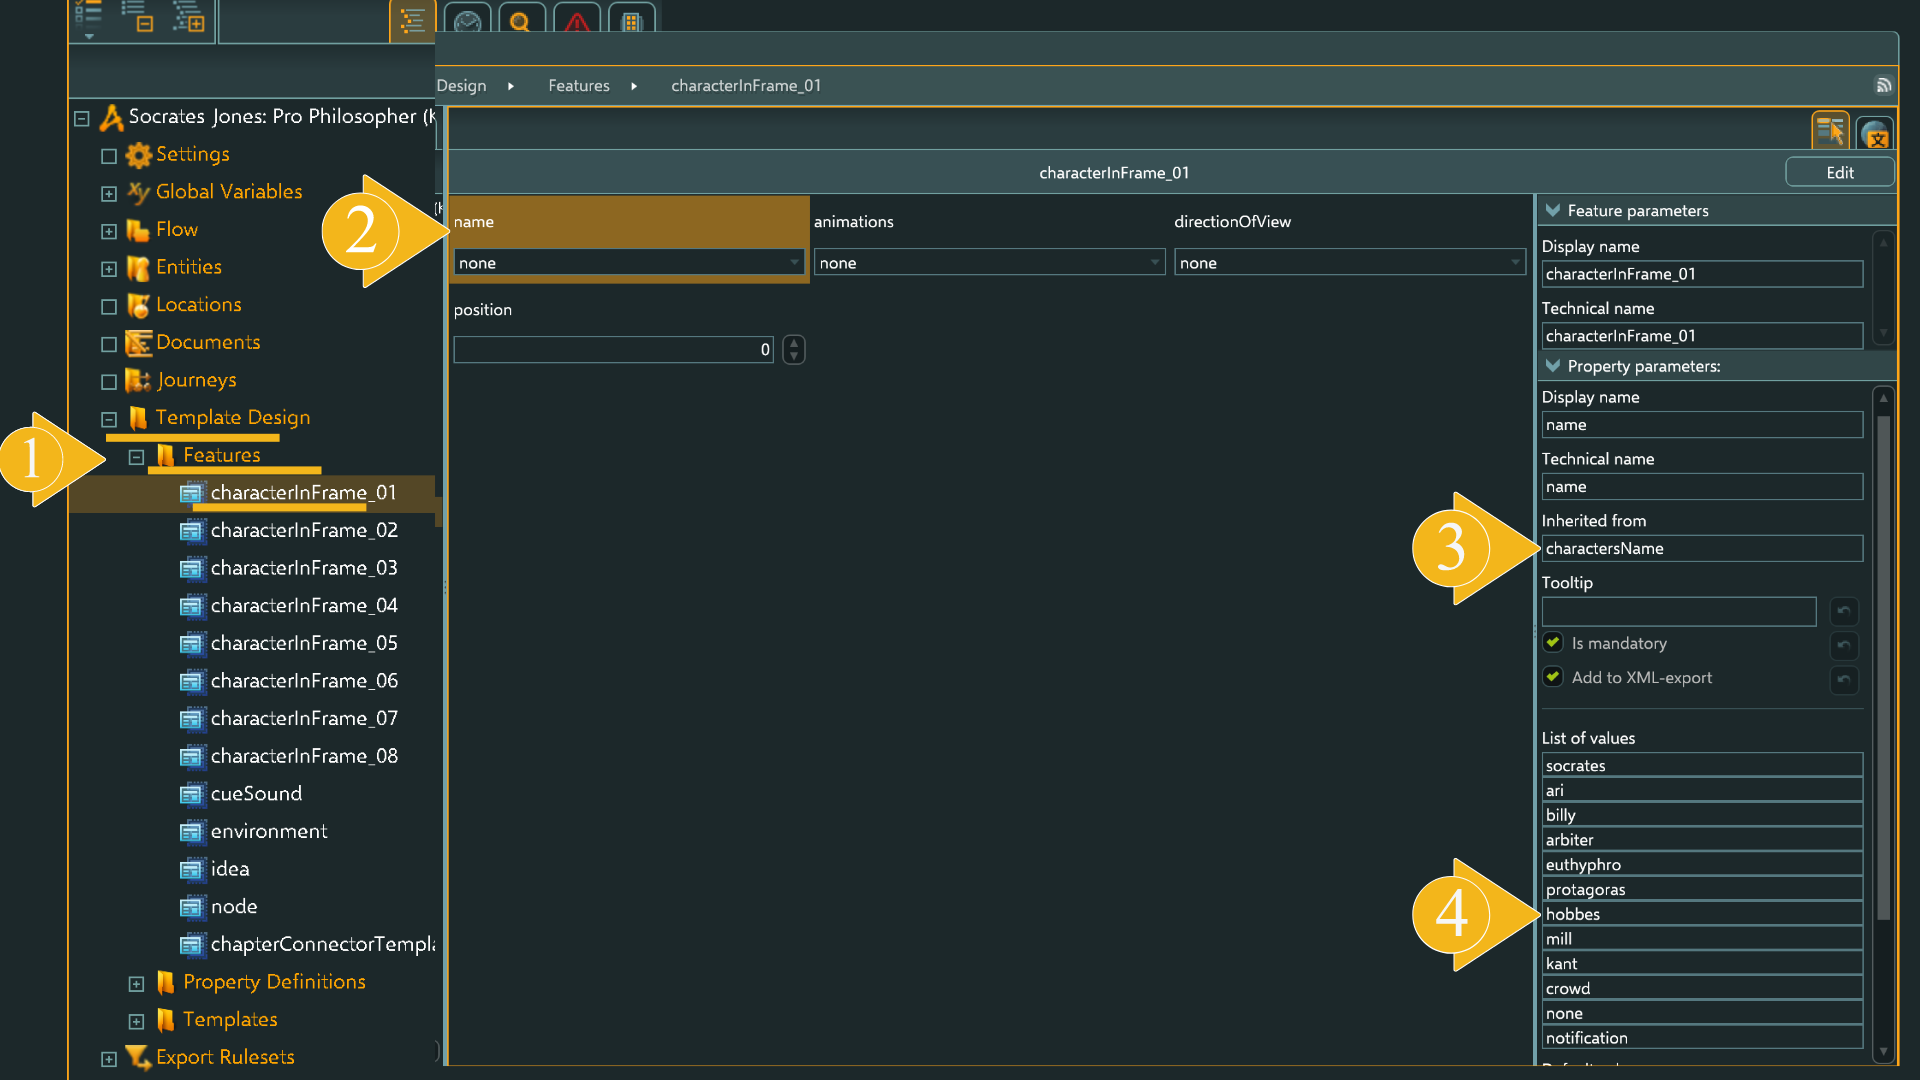 Design
Features
characterInFrame_01
Socrates Jones: Pro Philosopher (K
Settings
Global Variables
Flow
Entities
Locations
Documents
Journeys
Template Design
Features
characterInFrame_01
characterInFrame_02
characterInFrame_03
characterInFrame_04
characterInFrame_05
characterInFrame_06
characterInFrame_07
characterInFrame_08
cueSound
environment
idea
node
chapterConnectorTempla
Property Definitions
Templates
Export Rulesets
1
2
characterInFrame_01
Edit
name
animations
directionOfView
none
none
none
position
0
Feature parameters
Display name
characterInFrame_01
Technical name
characterInFrame_01
Property parameters:
Display name
name
Technical name
name
Inherited from
3
charactersName
Tooltip
Is mandatory
Add to XML-export
List of values
socrates
ari
billy
arbiter
euthyphro
protagoras
4
hobbes
mill
kant
crowd
none
notification